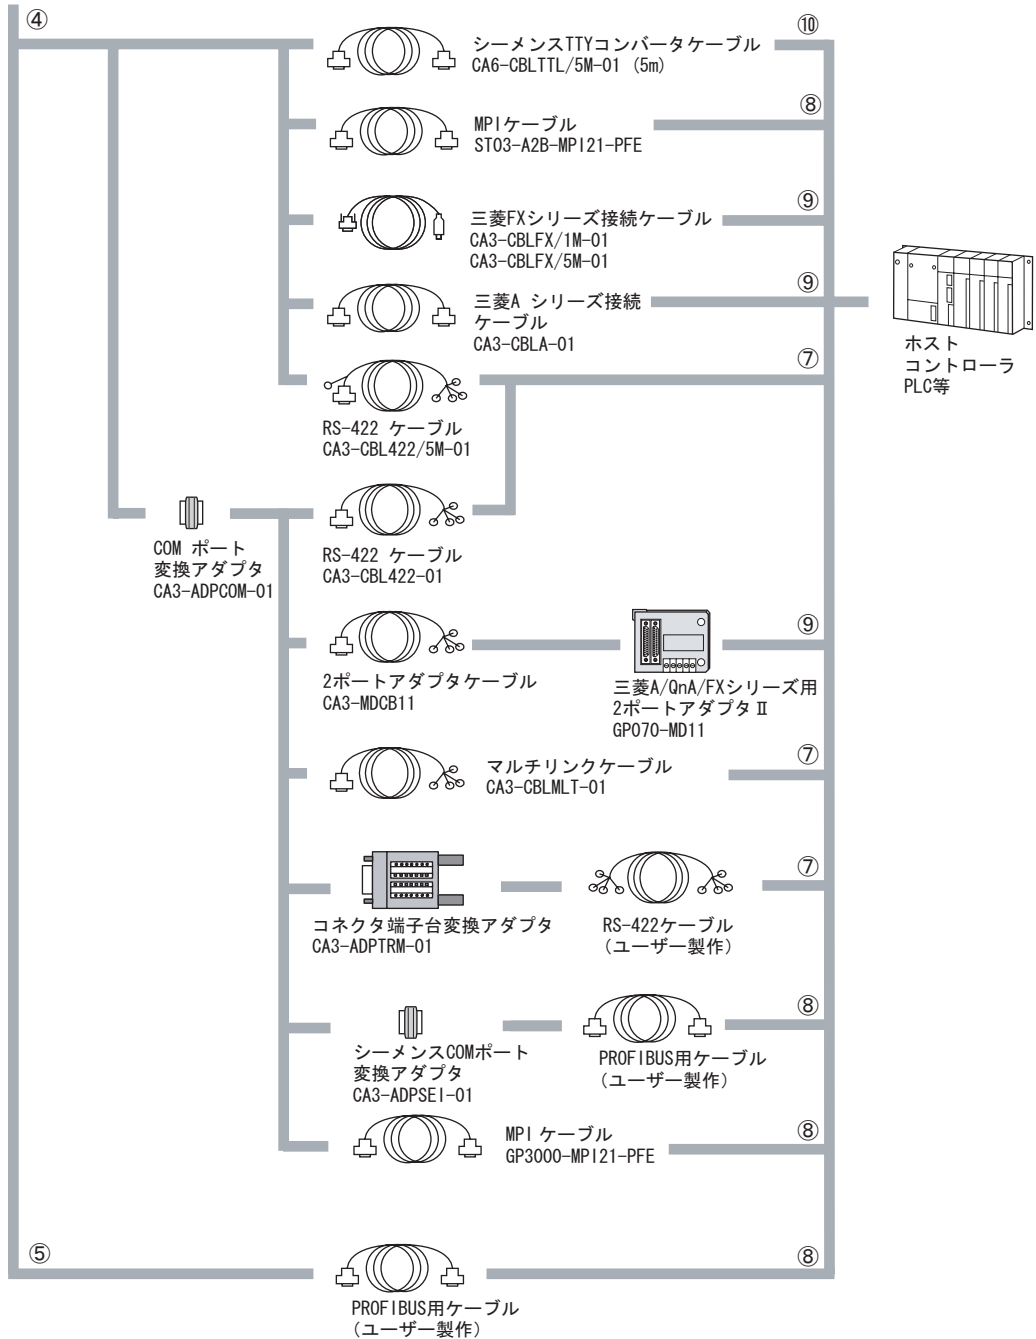 ④
⑩
シーメンスTTYコンバータケーブル
CA6-CBLTTL/5M-01 (5m)
⑧
MPIケーブル
ST03-A2B-MPI21-PFE
⑨
三菱FXシリーズ接続ケーブル
CA3-CBLFX/1M-01
CA3-CBLFX/5M-01
⑨
三菱A シリーズ接続
ケーブル
CA3-CBLA-01
ホスト
コントローラ
PLC等
⑦
RS-422 ケーブル
CA3-CBL422/5M-01
COM ポート
変換アダプタ
CA3-ADPCOM-01
RS-422 ケーブル
CA3-CBL422-01
⑨
2ポートアダプタケーブル
CA3-MDCB11
三菱A/QnA/FXシリーズ用
2ポートアダプタⅡ
GP070-MD11
⑦
マルチリンクケーブル
CA3-CBLMLT-01
⑦
コネクタ端子台変換アダプタ
CA3-ADPTRM-01
RS-422ケーブル
(ユーザー製作)
⑧
シーメンスCOMポート
変換アダプタ
CA3-ADPSEI-01
PROFIBUS用ケーブル
(ユーザー製作)
⑧
MPI ケーブル
GP3000-MPI21-PFE
⑤
⑧
PROFIBUS用ケーブル
(ユーザー製作)